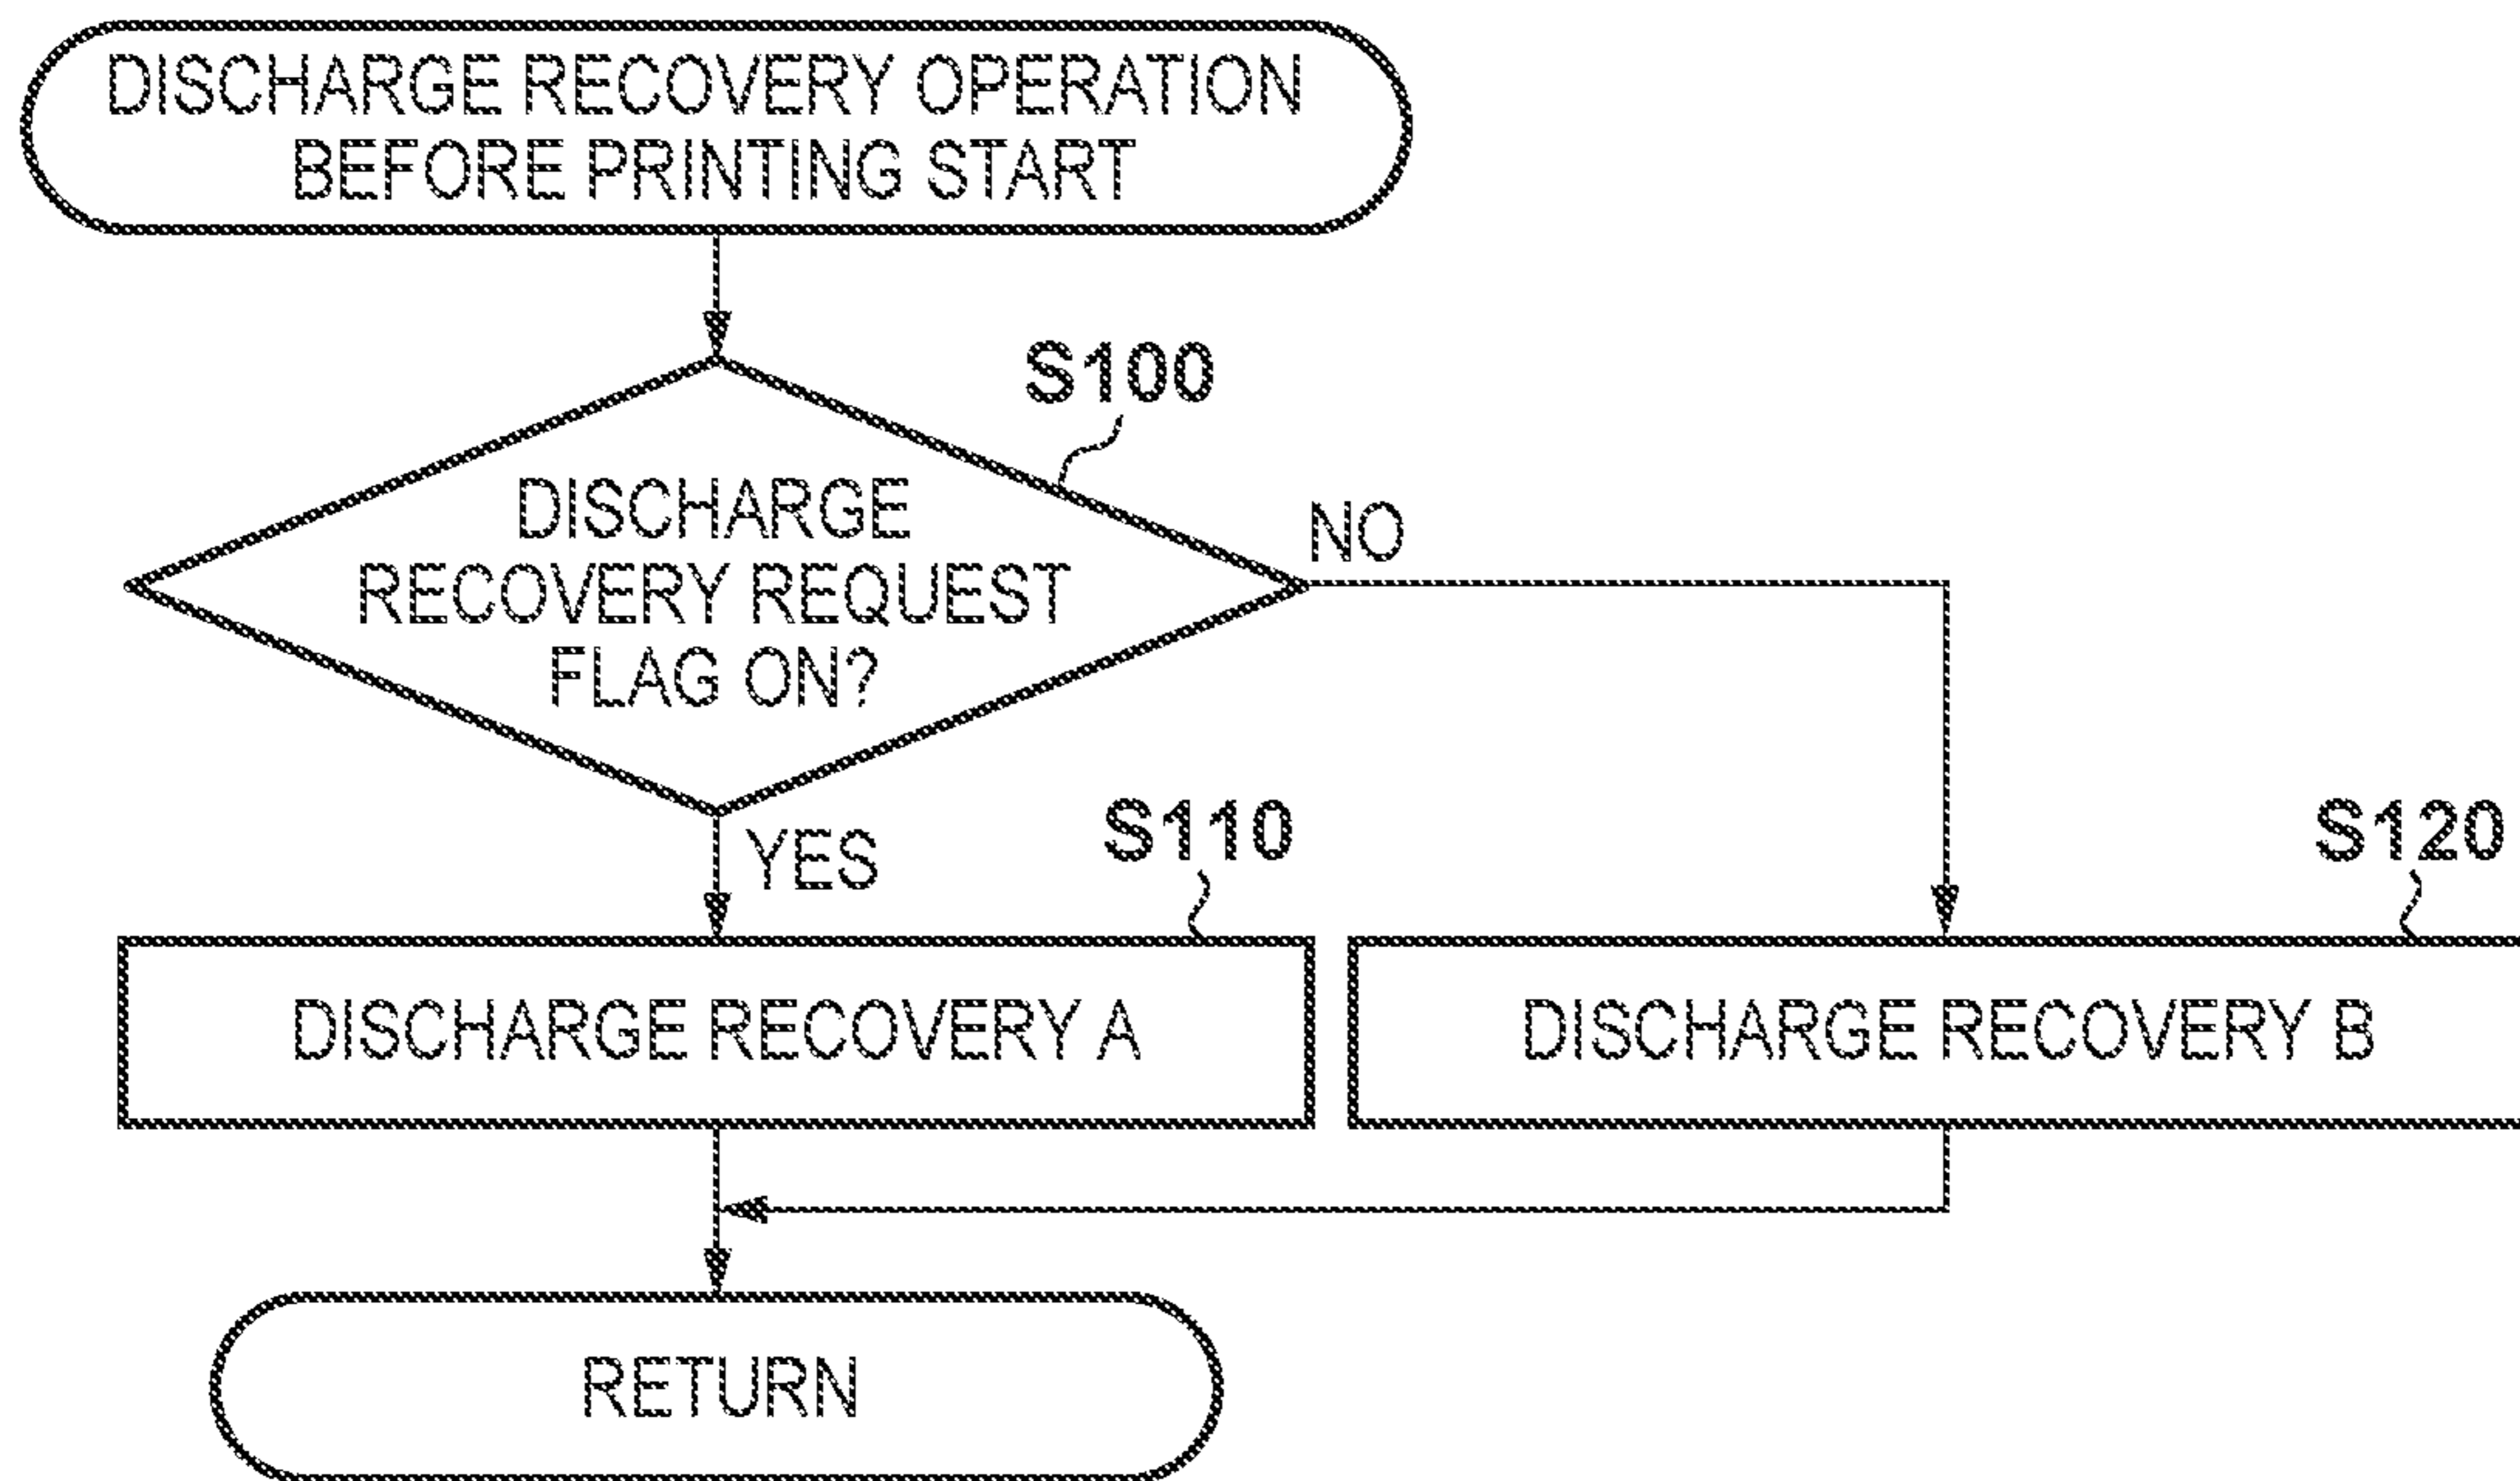 DISCHARGE RECOVERY OPERATION
BEFORE PRINTING START
S100
DISCHARGE
RECOVERY REQUEST
FLAG ON?
NO
YES
S110
S120
DISCHARGE RECOVERY A
DISCHARGE RECOVERY B
RETURN